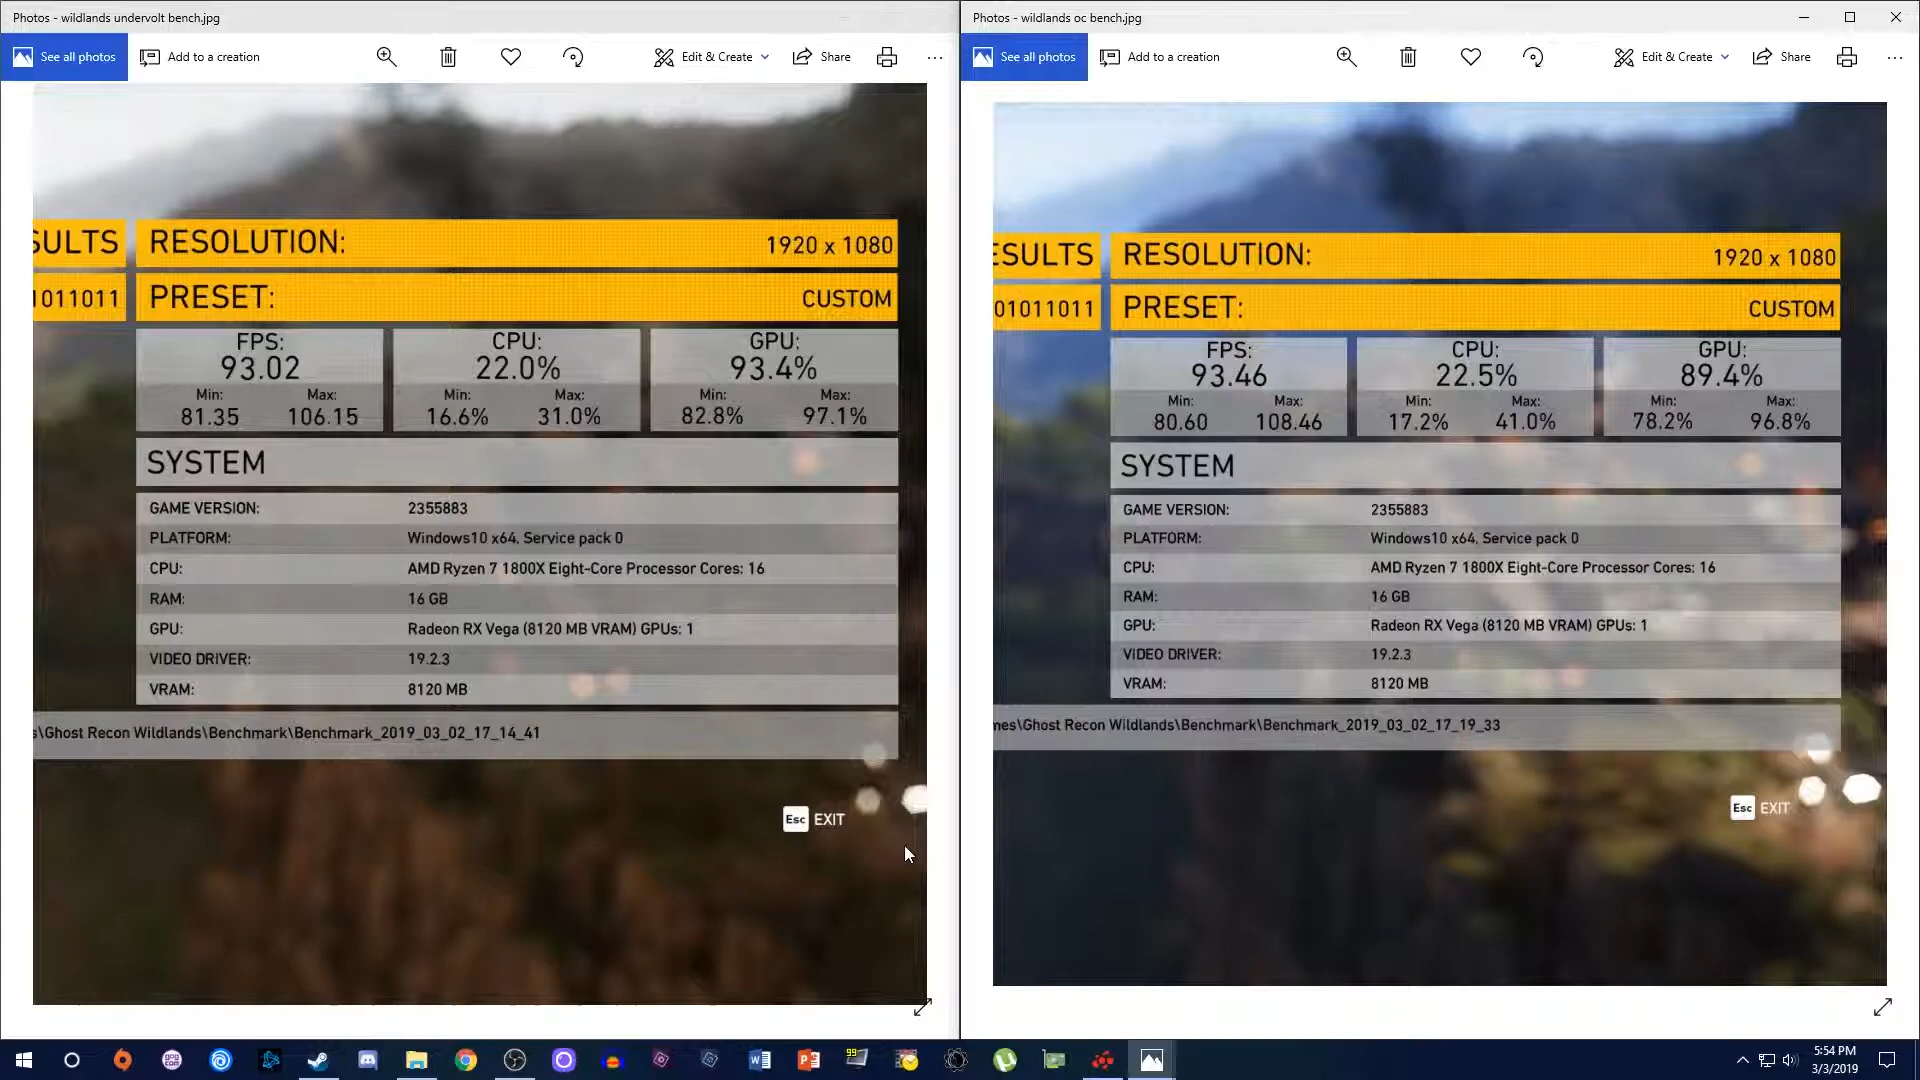 Photos - wildlands undervolt bench.jpg
See all photos
Add to a creation
Edit & Create
Share
SULTS
RESOLUTION:
1920 x 1080
1011011
PRESET:
CUSTOM
FPS:
93.02
Min:
Max:
81.35
106.15
CPU:
22.0%
Min:
Max:
16.6%
31.0%
GPU:
93.4%
Min:
Max:
82.8%
97.1%
SYSTEM
GAME VERSION:
2355883
PLATFORM:
Windows10 x64, Service pack 0
CPU:
AMD Ryzen 7 1800X Eight-Core Processor Cores: 16
RAM:
16 GB
GPU:
Radeon RX Vega (8120 MB VRAM) GPUs: 1
VIDEO DRIVER:
19.2.3
VRAM:
8120 MB
s\Ghost Recon Wildlands\Benchmark\Benchmark_2019_03_02_17_14_41
Esc EXIT
Photos - wildlands oc bench.jpg
See all photos
Add to a creation
Edit & Create
Share
ESULTS
RESOLUTION:
1920 x 1080
01011011
PRESET:
CUSTOM
FPS:
93.46
Min:
Max:
80.60
108.46
CPU:
22.5%
Min:
Max:
17.2%
41.0%
GPU:
89.4%
Min:
Max:
78.2%
96.8%
SYSTEM
GAME VERSION:
2355883
PLATFORM:
Windows10 x64, Service pack 0
CPU:
AMD Ryzen 7 1800X Eight-Core Processor Cores: 16
RAM:
16 GB
GPU:
Radeon RX Vega (8120 MB VRAM) GPUs: 1
VIDEO DRIVER:
19.2.3
VRAM:
8120 MB
mes\Ghost Recon Wildlands\Benchmark\Benchmark_2019_03_02_17_19_33
Esc EXIT
gog.com
99
5:54 PM
3/3/2019